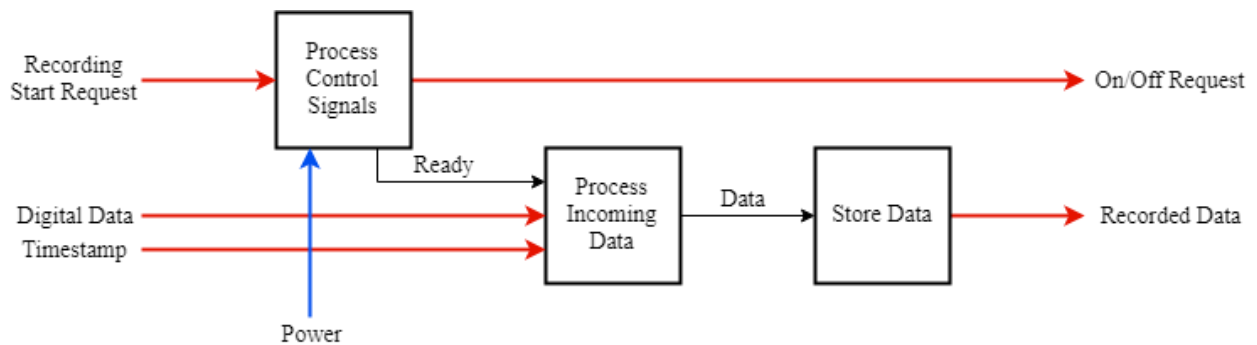 Recording
Start Request
Process
Control
Signals
On/Off Request
Ready
Digital Data
Timestamp
Process
Incoming
Data
Data
Store Data
Recorded Data
Power